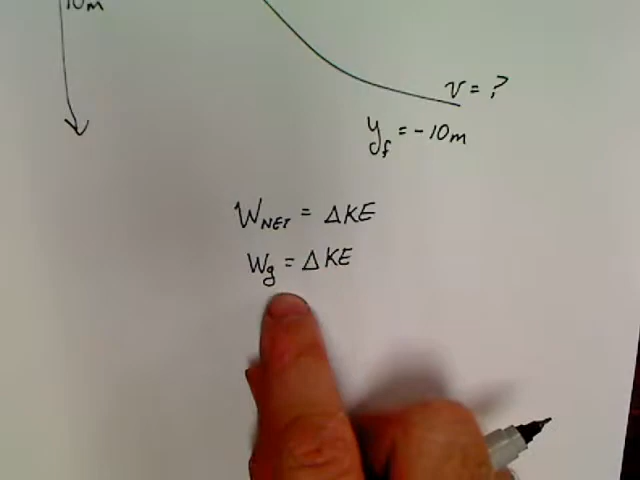 10m
v = ?
y_f = -10m
W_NET = ΔKE
W_g = ΔKE